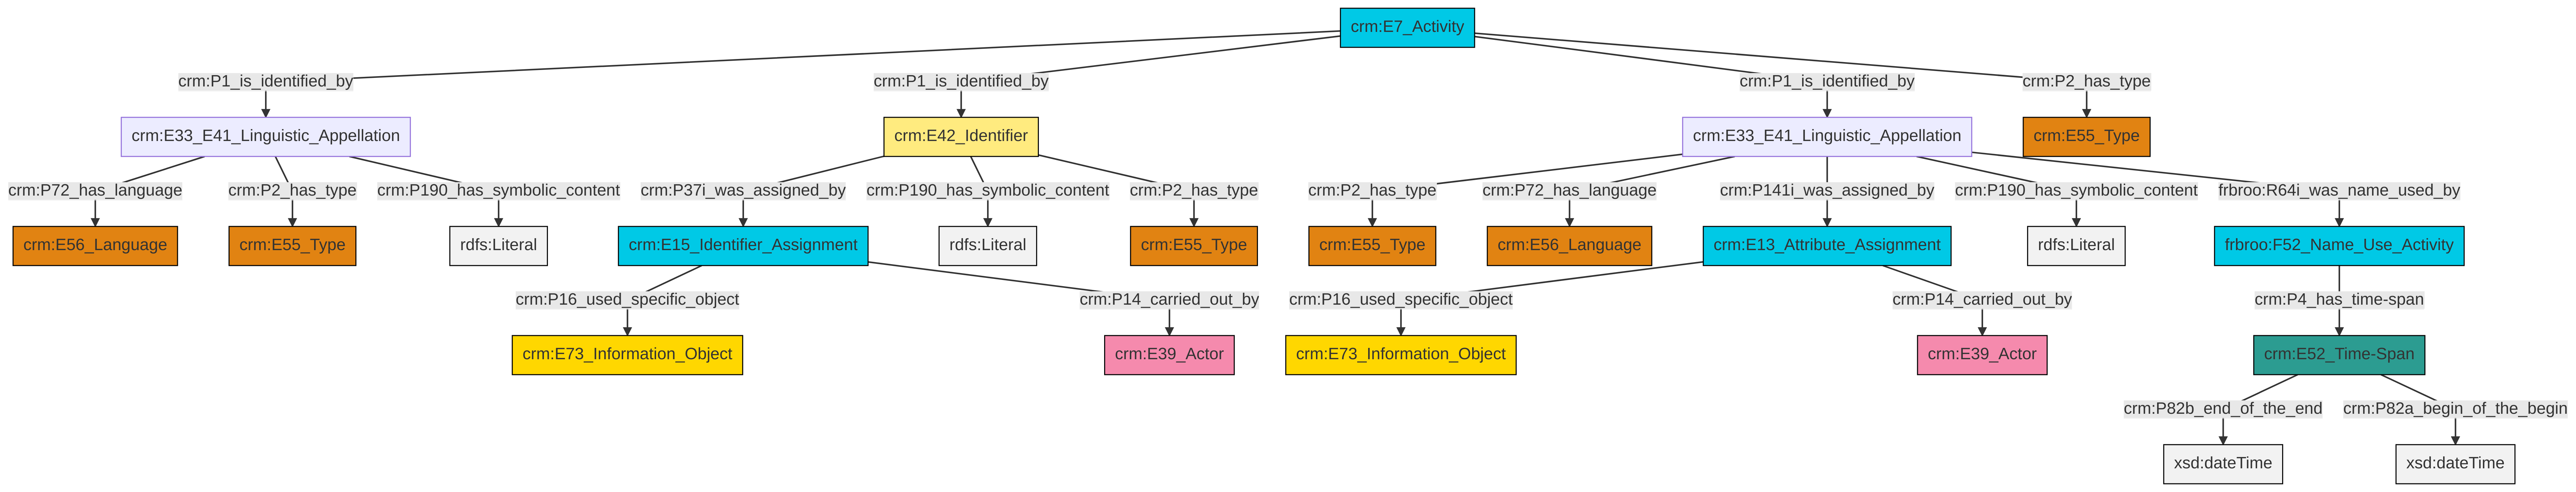 crm:E7_Activity
crm:P1_is_identified_by
crm:P1_is_identified_by
crm:P1_is_identified_by
crm:P2_has_type
crm:E33_E41_Linguistic_Appellation
crm:E42_Identifier
crm:E33_E41_Linguistic_Appellation
crm:E55_Type
crm:P72_has_language
crm:P2_has_type
crm:P190_has_symbolic_content
crm:P37i_was_assigned_by
crm:P190_has_symbolic_content
crm:P2_has_type
crm:P2_has_type
crm:P72_has_language
crm:P141i_was_assigned_by
crm:P190_has_symbolic_content
frbroo:R64i_was_name_used_by
crm:E56_Language
crm:E55_Type
rdfs:Literal
crm:E15_Identifier_Assignment
rdfs:Literal
crm:E55_Type
crm:E55_Type
crm:E56_Language
crm:E13_Attribute_Assignment
rdfs:Literal
frbroo:F52_Name_Use_Activity
crm:P16_used_specific_object
crm:P14_carried_out_by
crm:P16_used_specific_object
crm:P14_carried_out_by
crm:P4_has_time-span
crm:E73_Information_Object
crm:E39_Actor
crm:E73_Information_Object
crm:E39_Actor
crm:E52_Time-Span
crm:P82b_end_of_the_end
crm:P82a_begin_of_the_begin
xsd:dateTime
xsd:dateTime